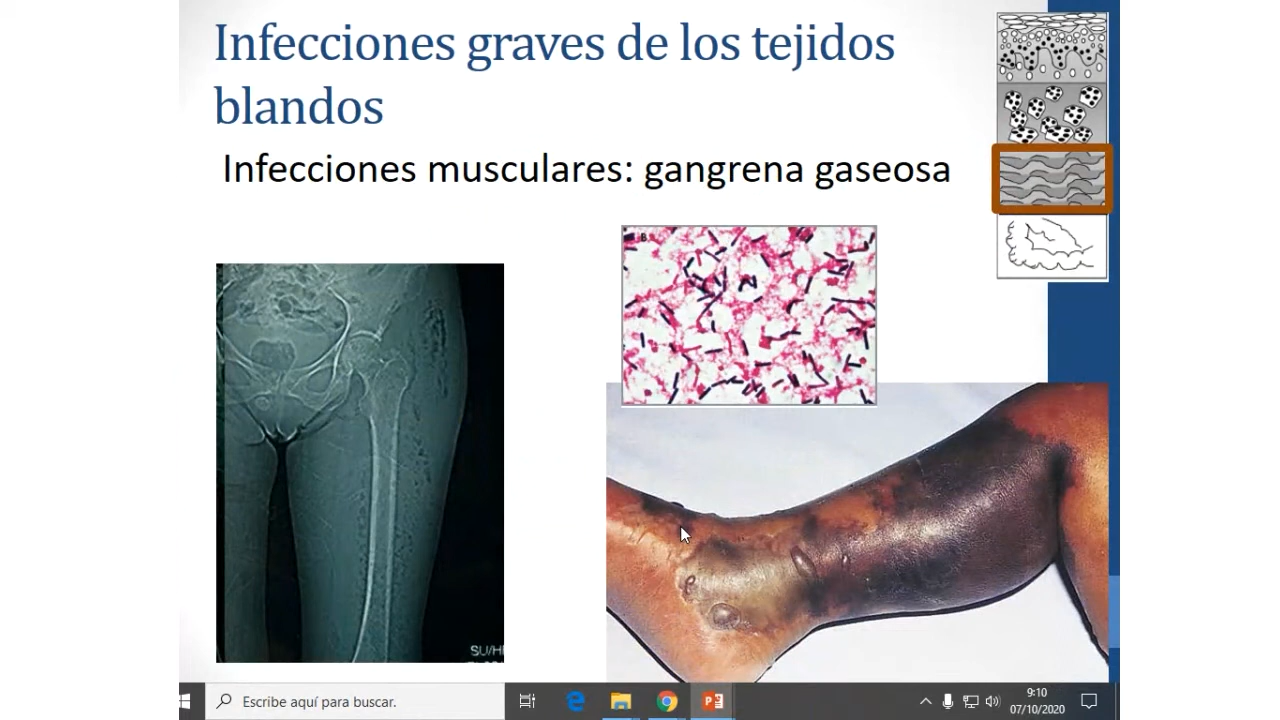 Infecciones graves de los tejidos
blandos
Infecciones musculares: gangrena gaseosa
B
SU/H
Escribe aquí para buscar.
9:10
07/10/2020